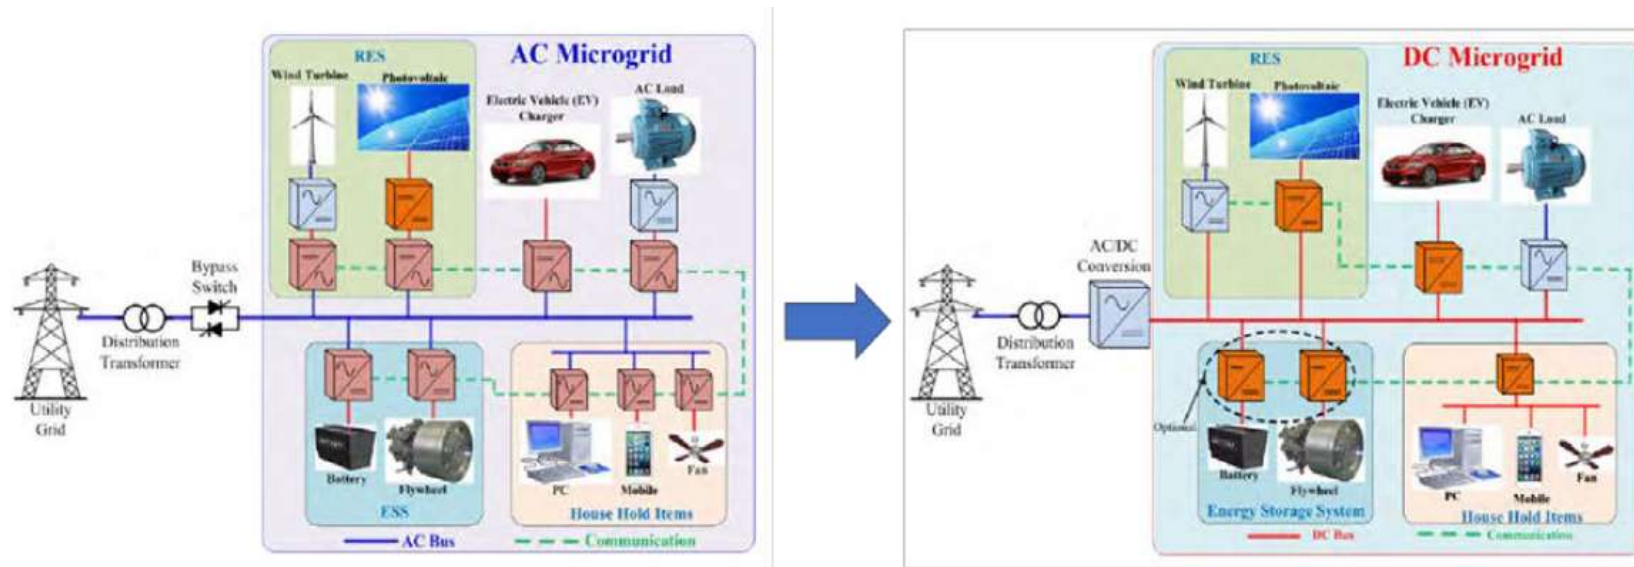 AC Microgrid
RES
Wind Turbine
Photovoltaic
Electric Vehicle (EV)
Charger
AC Load
Bypass
Switch
Distribution
Transformer
Utility
Grid
Battery
Flywheel
ESS
PC
Mobile
Fan
House Hold Items
AC Bus
Communication
DC Microgrid
RES
Wind Turbine
Photovoltaic
Electric Vehicle (EV)
Charger
AC Load
AC/DC
Conversion
Distribution
Transformer
Utility
Grid
Optional
Battery
Flywheel
Energy Storage System
PC
Mobile
Fan
House Hold Items
DC Bus
Communication